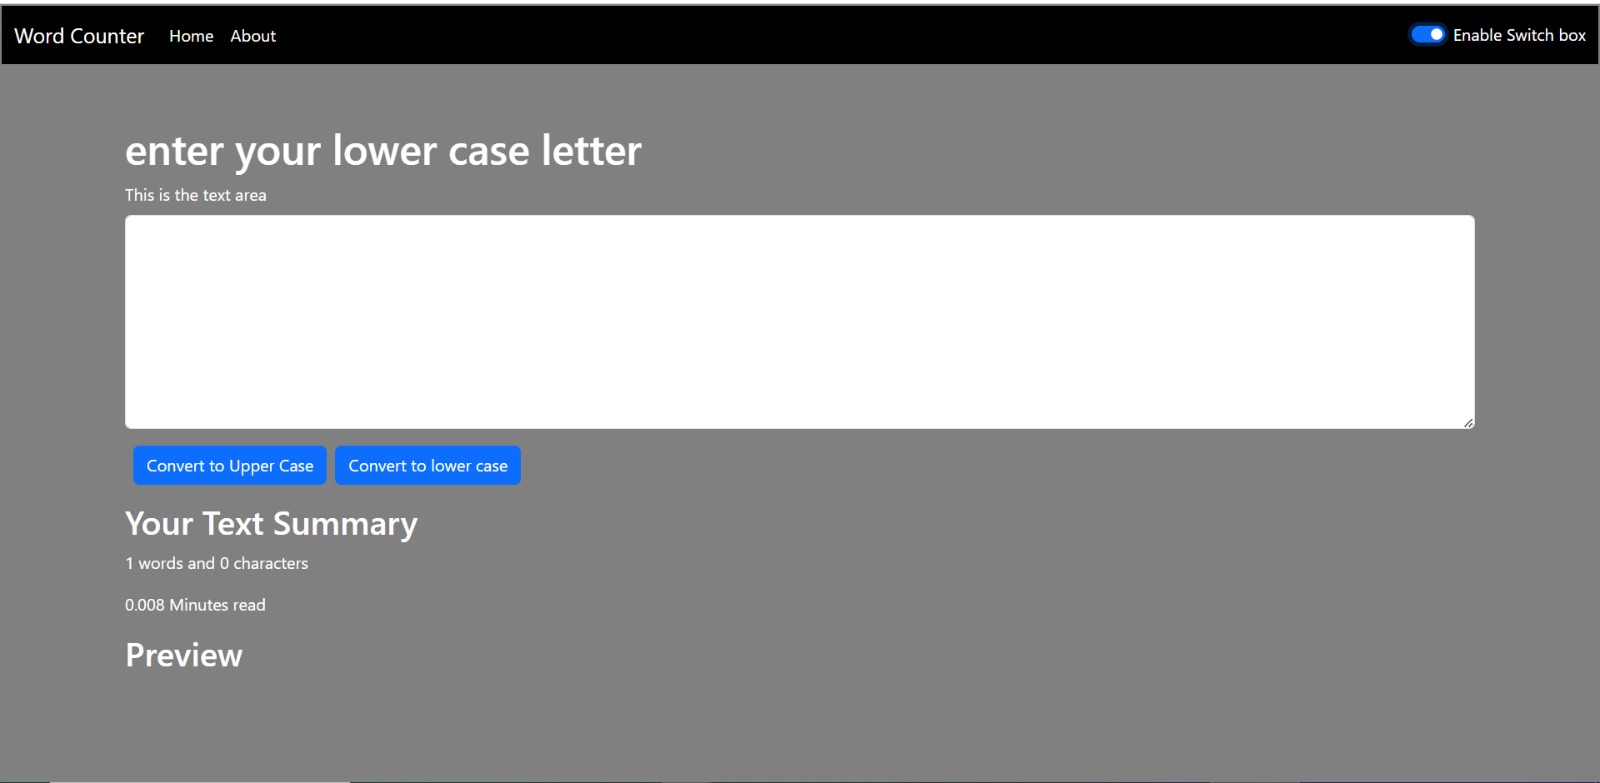 Word Counter Home About Enable Switch box
enter your lower case letter
This is the text area
Convert to Upper Case Convert to lower case
Your Text Summary
1 words and 0 characters
0.008 Minutes read
Preview